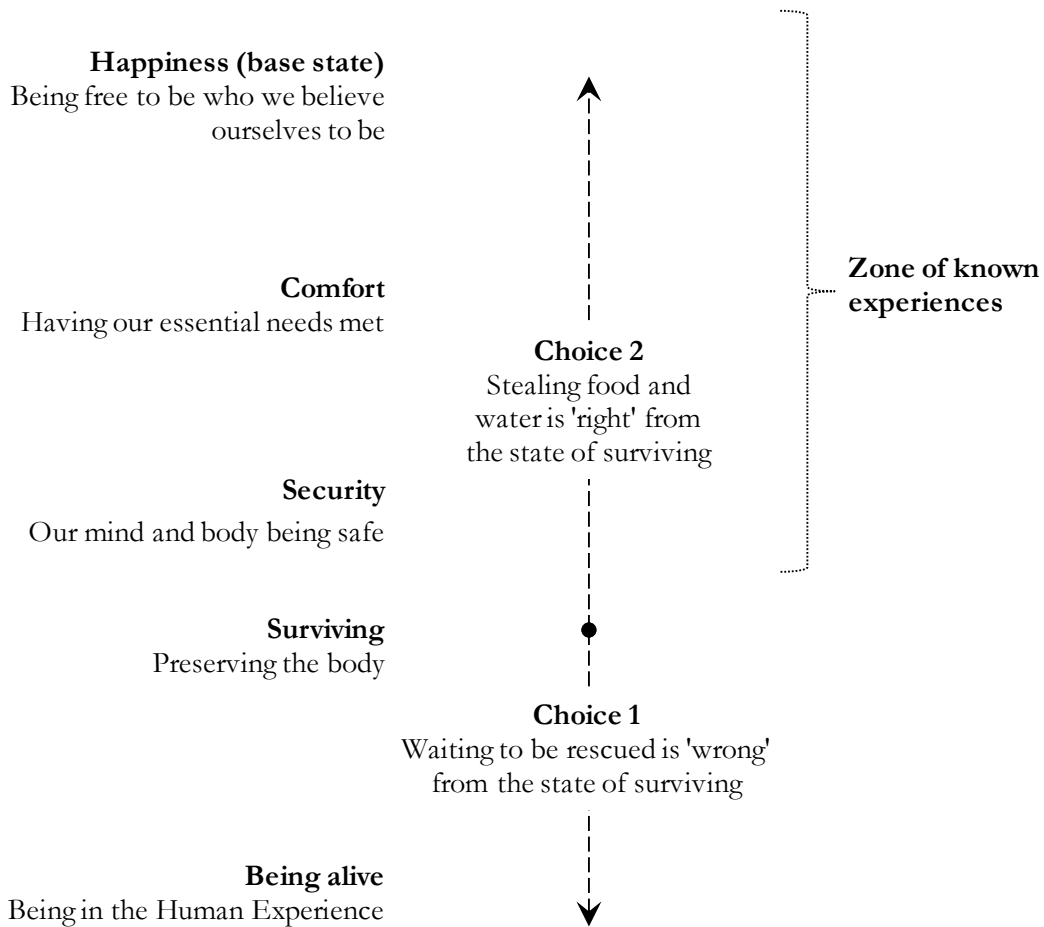 Happiness (base state)
Being free to be who we believe
ourselves to be
Comfort
Having our essential needs met
Zone of known
experiences
Choice 2
Stealing food and
water is 'right' from
the state of surviving
Security
Our mind and body being safe
Surviving
Preserving the body
Choice 1
Waiting to be rescued is 'wrong'
from the state of surviving
Being alive
Being in the Human Experience